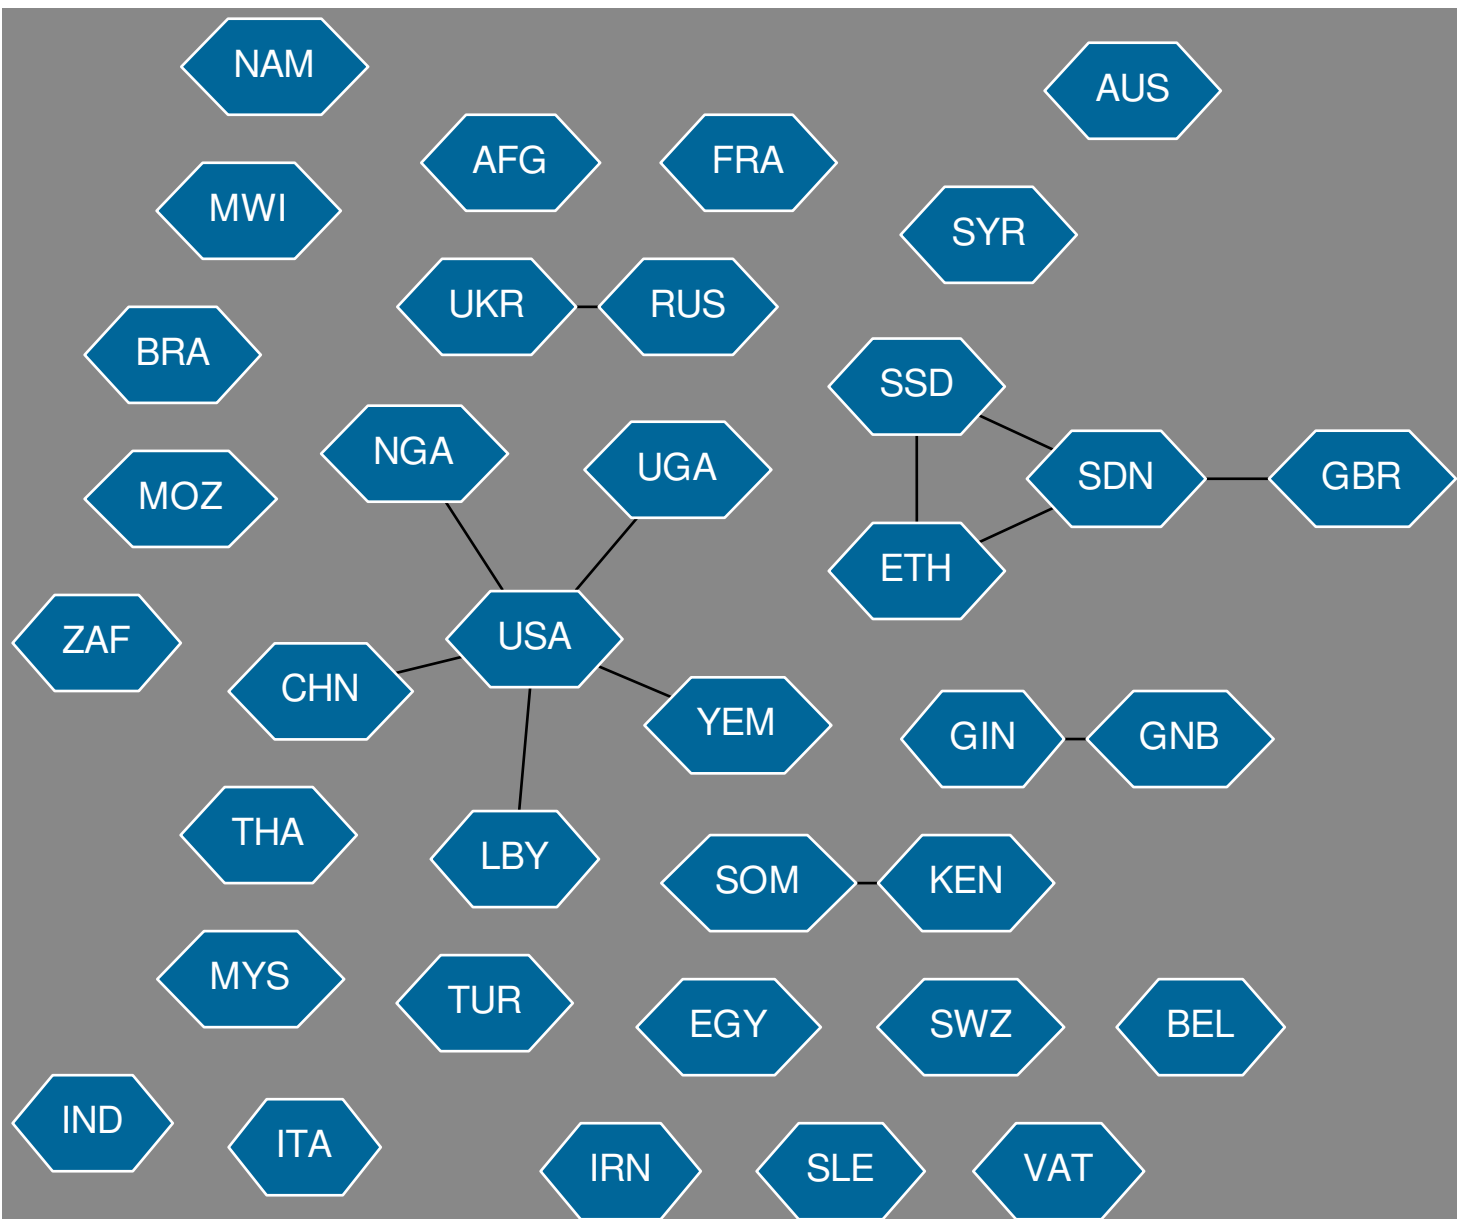 NAM
AUS
AFG
FRA
MWI
SYR
UKR
RUS
BRA
SSD
NGA
UGA
SDN
GBR
MOZ
ETH
USA
ZAF
CHN
YEM
GIN
GNB
THA
LBY
SOM
KEN
MYS
TUR
EGY
SWZ
BEL
IND
ITA
IRN
SLE
VAT